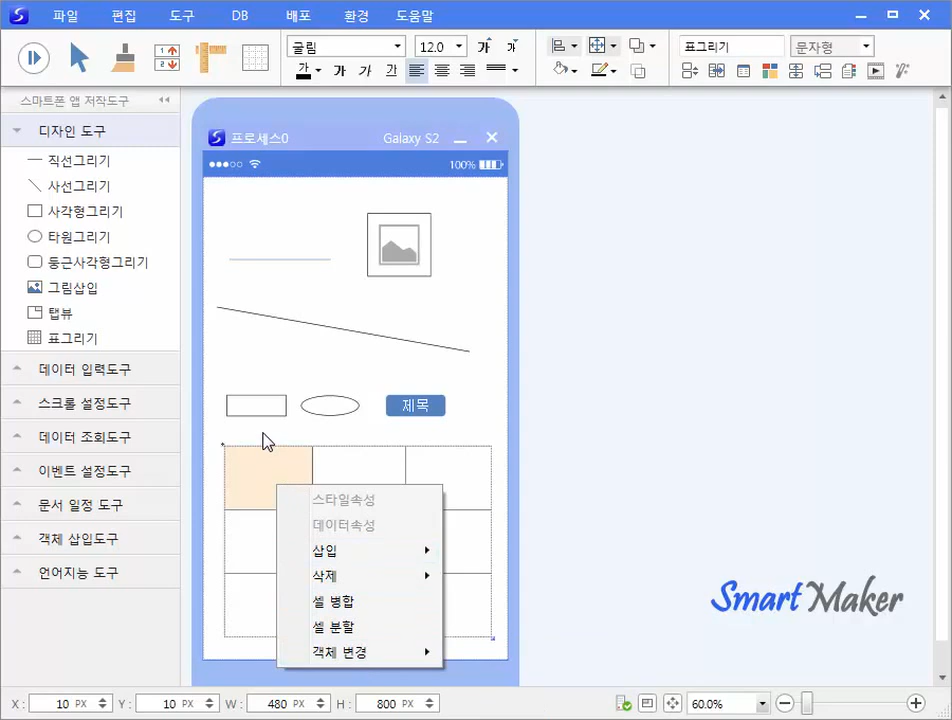 파일 편집 도구 DB 배포 환경 도움말
굴림 12.0 가 가
표그리기 문자형
가 가 가 가
스마트폰 앱 저작도구
디자인 도구
직선그리기
사선그리기
사각형그리기
타원그리기
둥근사각형그리기
그림삽입
탭뷰
표그리기
데이터 입력도구
스크롤 설정도구
데이터 조회도구
이벤트 설정도구
문서 일정 도구
객체 삽입도구
언어지능 도구
프로세스0 Galaxy S2
100%
제목
스타일속성
데이터속성
삽입
삭제
셀 병합
셀 분할
객체 변경
Smart Maker
X : 10 PX Y : 10 PX W : 480 PX H : 800 PX 60.0%